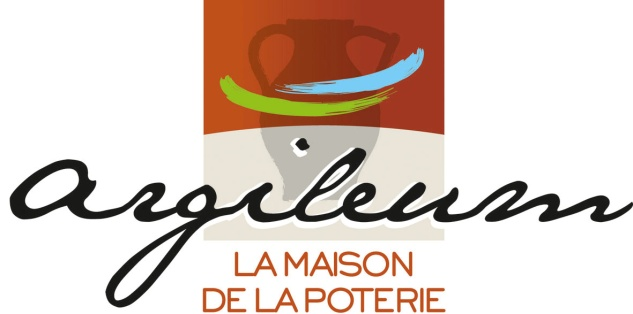 argileum
LA MAISON
DE LA POTERIE